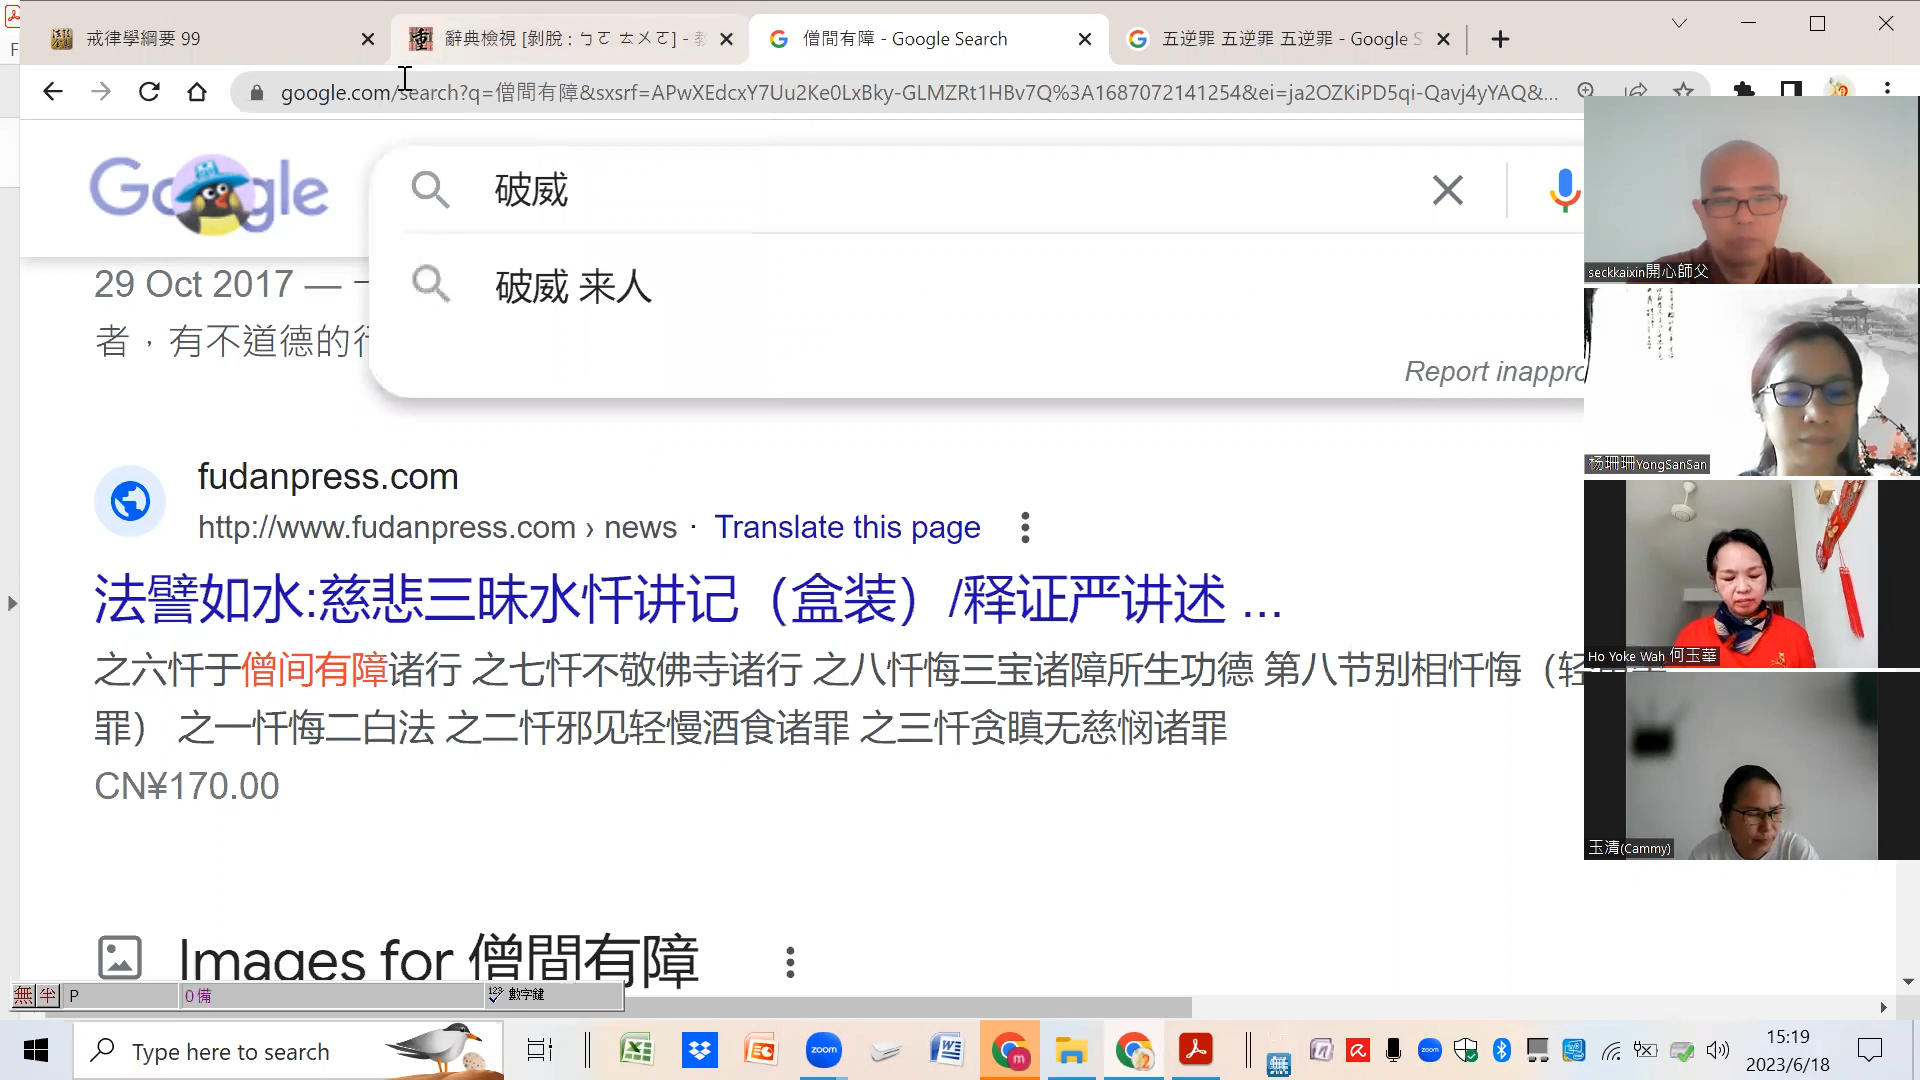 戒律學綱要 99
辭典檢視 [剝脫 : ㄅㄛ ㄊㄨㄛ] - 教
僧間有障 - Google Search
五逆罪 五逆罪 五逆罪 - Google S
google.com/search?q=僧間有障&sxsrf=APwXEdcxY7Uu2Ke0LxBky-GLMZRt1HBv7Q%3A1687072141254&ei=ja2OZKiPD5qi-Qavj4yYAQ&...
Google
破威
29 Oct 2017 — 一
破威 来人
者，有不道德的行
Report inappro
seckkaixin開心師父
杨珊珊YongSanSan
fudanpress.com
http://www.fudanpress.com › news · Translate this page
法譬如水:慈悲三昧水忏讲记（盒装）/释证严讲述 ...
之六忏于僧间有障诸行 之七忏不敬佛寺诸行 之八忏悔三宝诸障所生功德 第八节别相忏悔（轻
Ho Yoke Wah 何玉華
罪） 之一忏悔二白法 之二忏邪见轻慢酒食诸罪 之三忏贪瞋无慈悯诸罪
CN¥170.00
玉清(Cammy)
Images for 僧間有障
無 半 P 0 備 123 數字鍵
Type here to search
zoom
zoom
15:19
2023/6/18